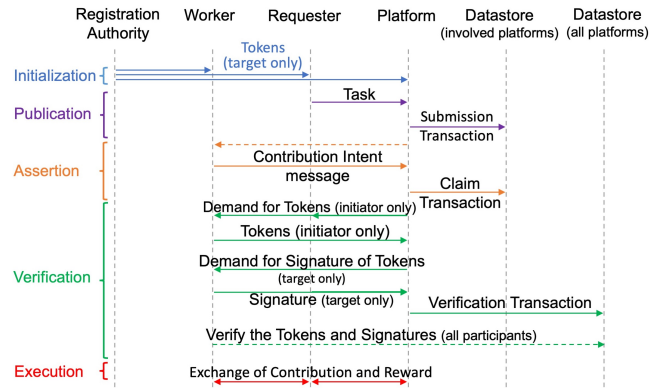 Registration Authority
Worker
Requester
Platform
Datastore (involved platforms)
Datastore (all platforms)
Initialization
Tokens
(target only)
Publication
Task
Submission
Transaction
Assertion
Contribution Intent
message
Claim
Transaction
Verification
Demand for Tokens (initiator only)
Tokens (initiator only)
Demand for Signature of Tokens
(target only)
Signature (target only)
Verification Transaction
Verify the Tokens and Signatures (all participants)
Execution
Exchange of Contribution and Reward